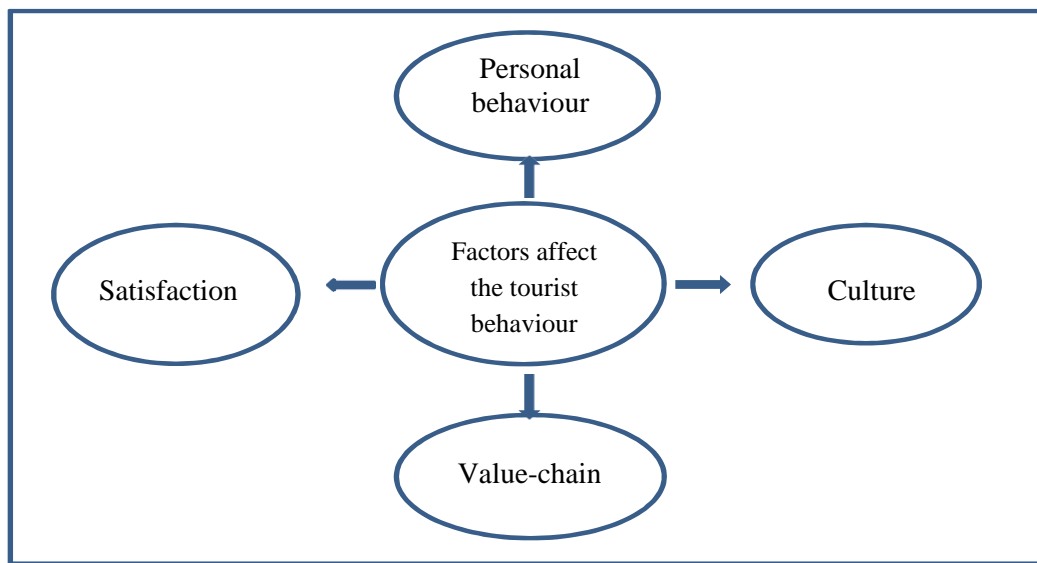 Personal
behaviour
Factors affect
the tourist
behaviour
Satisfaction
Culture
Value-chain